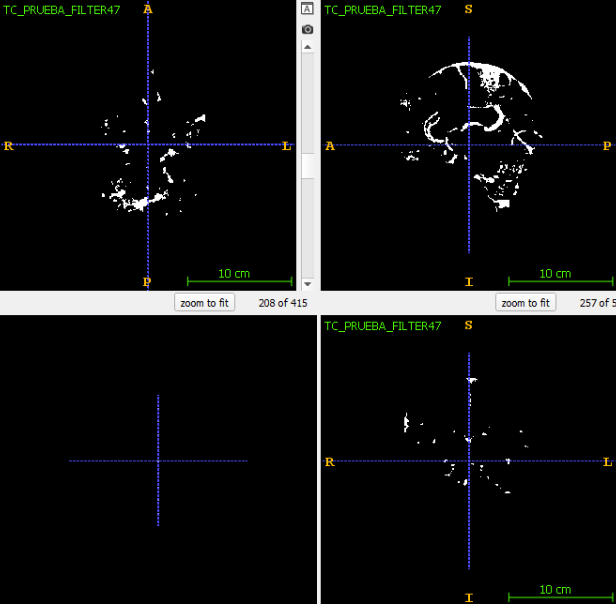 TC_PRUEBA_FILTER47
A
A
R
L
P
10 cm
zoom to fit
208 of 415
TC_PRUEBA_FILTER47
S
A
P
I
10 cm
zoom to fit
257 of 5
TC_PRUEBA_FILTER47
S
R
L
I
10 cm